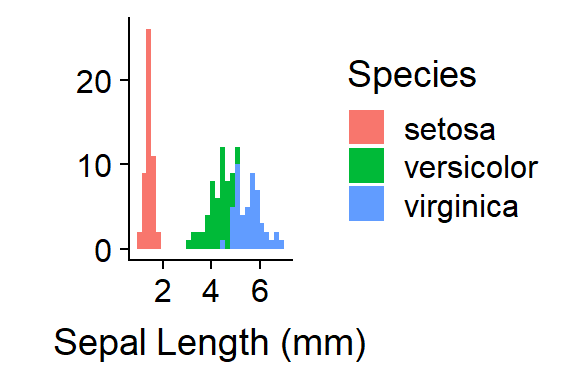 20
10
0
2 4 6
Sepal Length (mm)
Species
setosa
versicolor
virginica